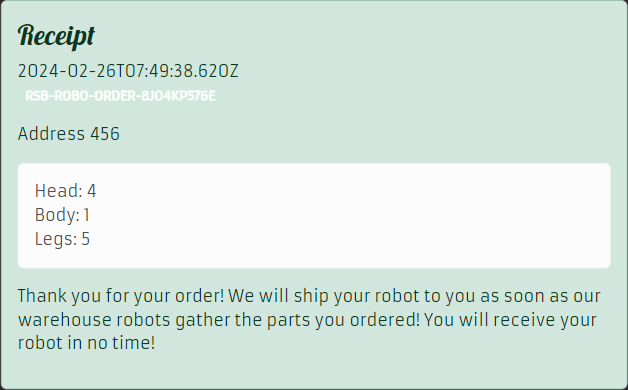 Receipt
2024-02-26T07:49:38.620Z
RSB-ROBO-ORDER-8JO4KP576E
Address 456
Head: 4
Body: 1
Legs: 5
Thank you for your order! We will ship your robot to you as soon as our
warehouse robots gather the parts you ordered! You will receive your
robot in no time!